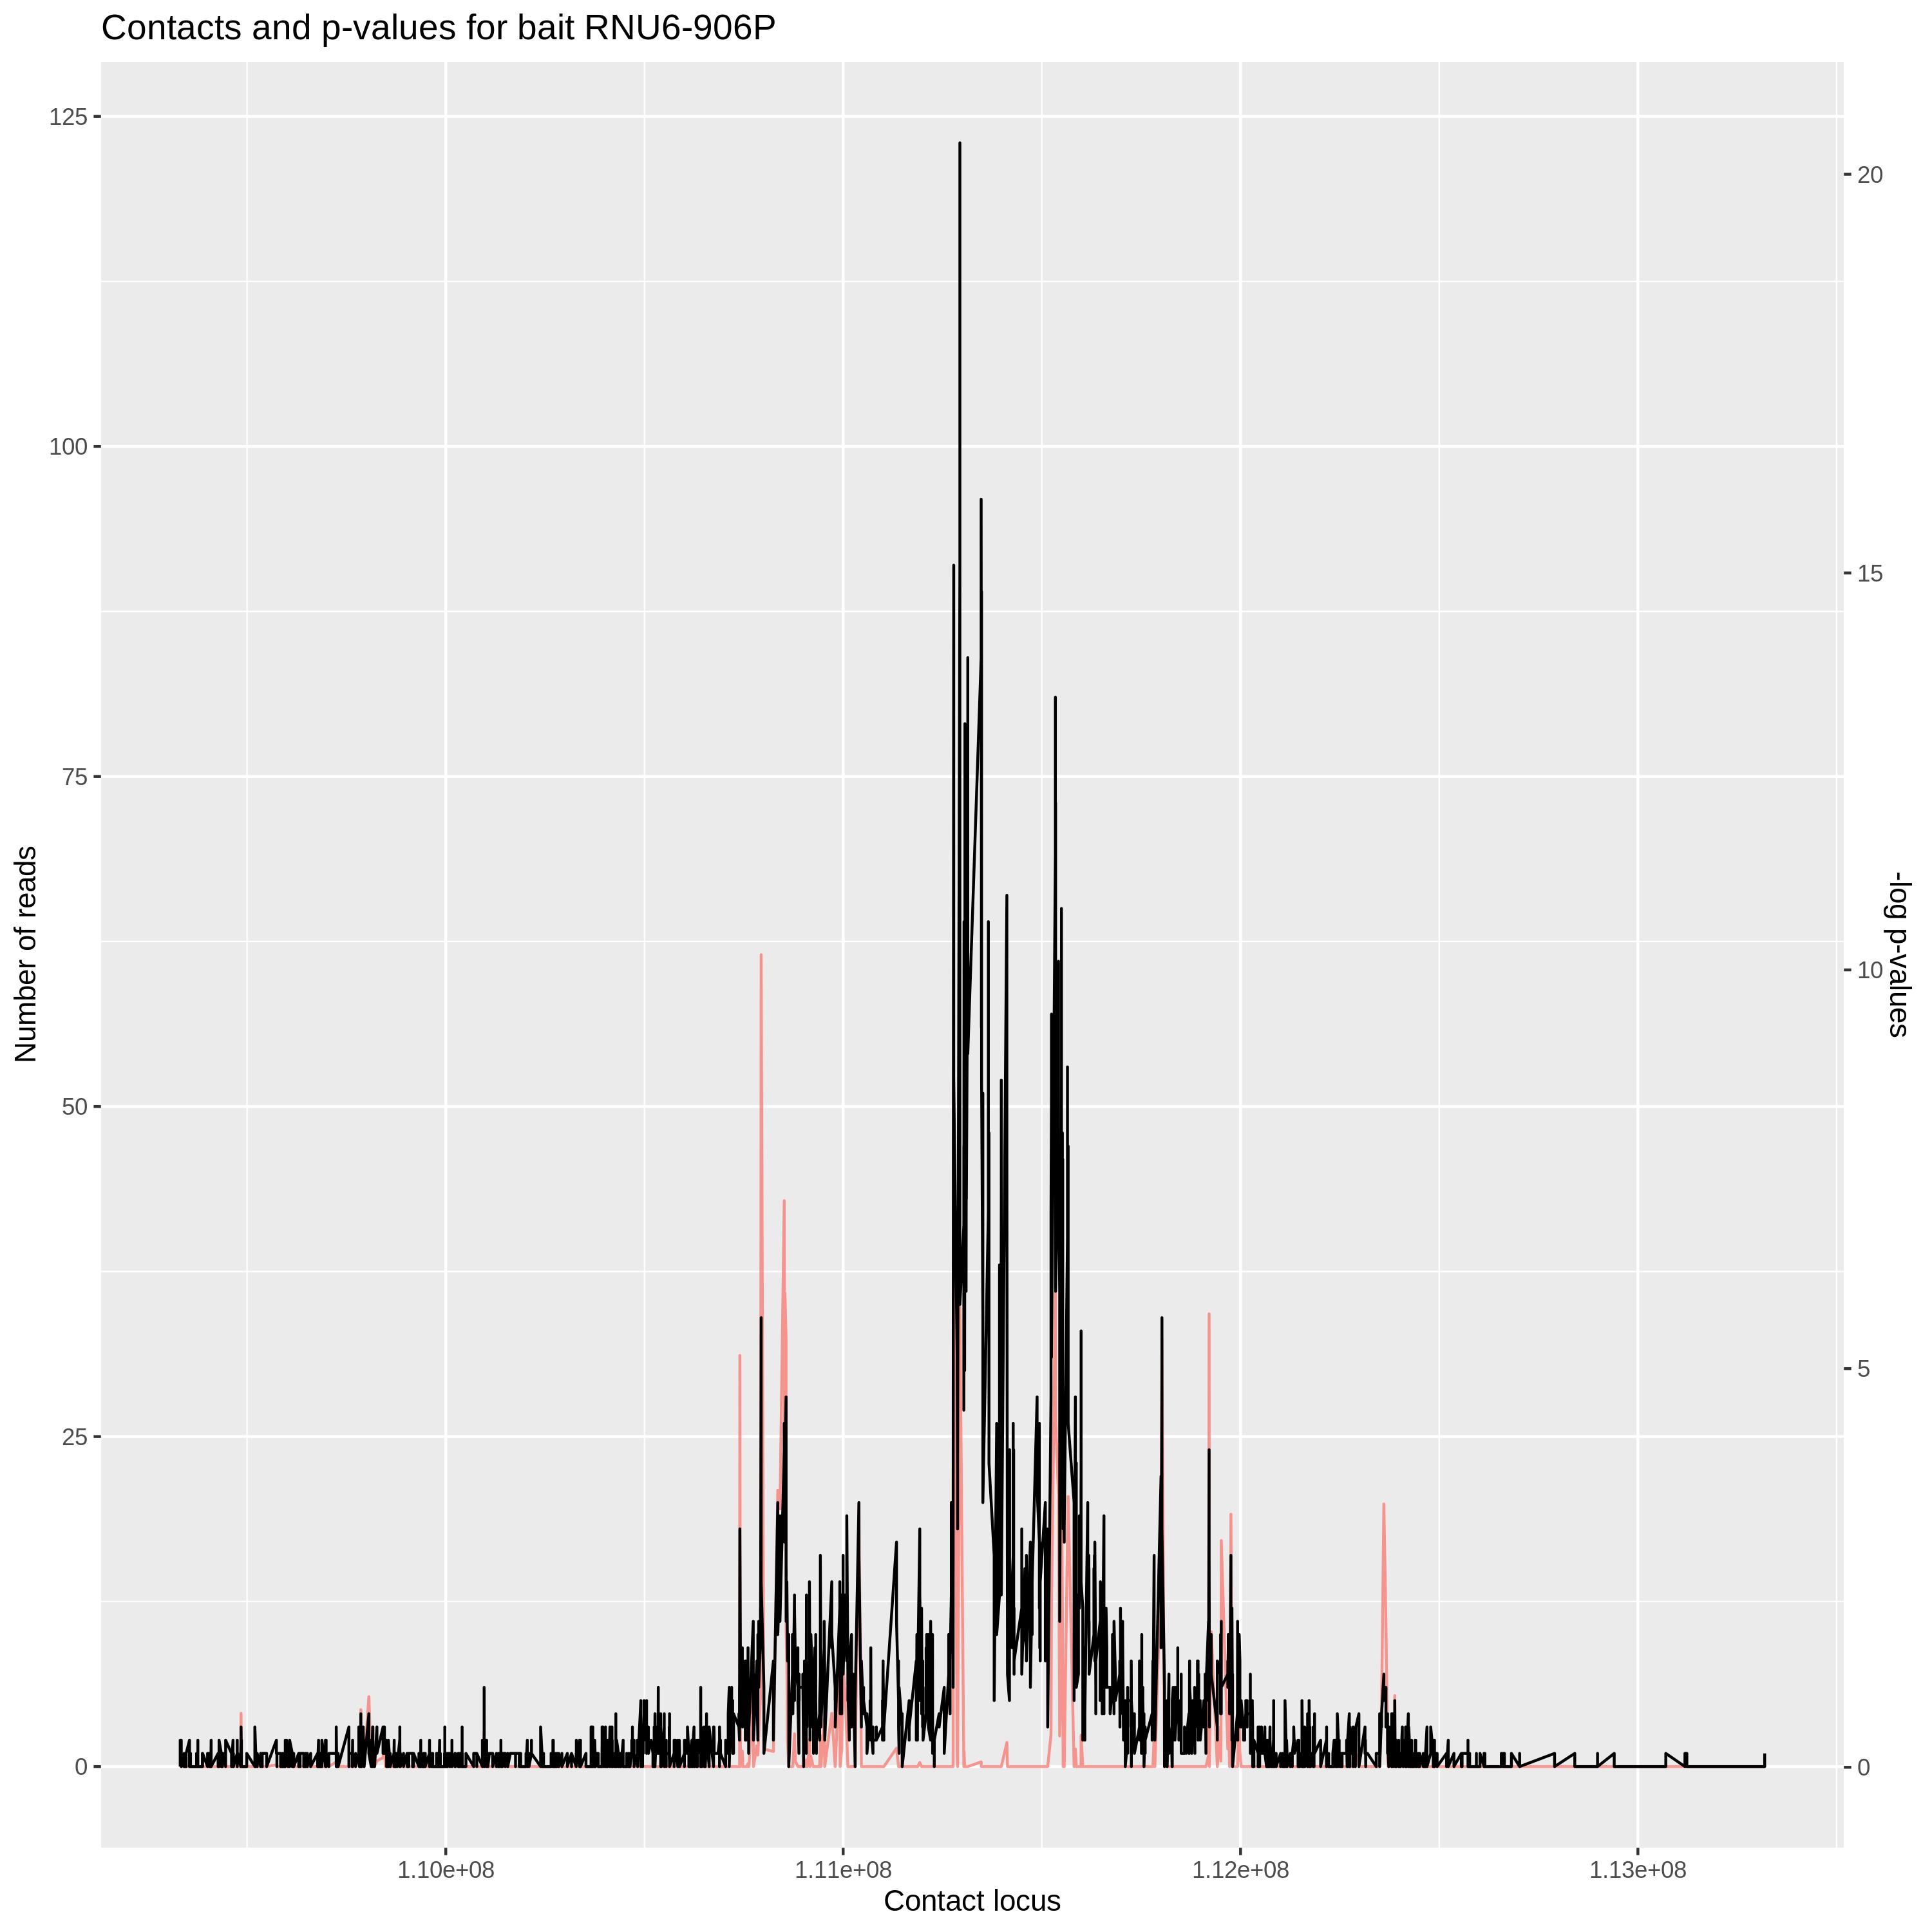 Contacts and p-values for bait RNU6-906P
125
100
75
50
25
0
Number of reads
20
15
10
5
0
-log p-values
1.10e+08
1.11e+08
1.12e+08
1.13e+08
Contact locus